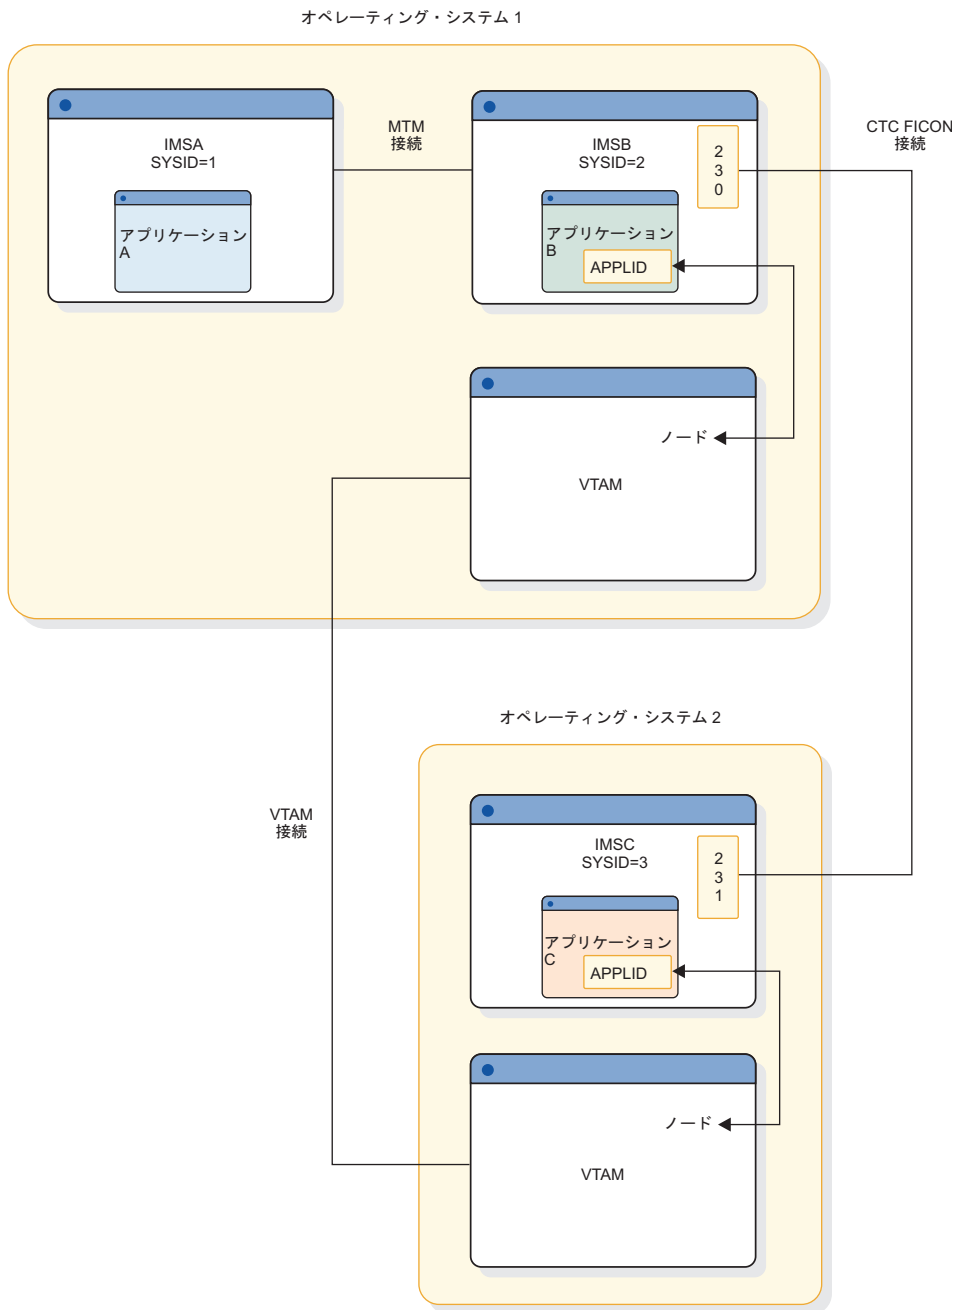 オペレーティング・システム 1
IMSA
SYSID=1
アプリケーション
A
MTM
接続
IMSB
SYSID=2
2
3
0
アプリケーション
B
APPLID
CTC FICON
接続
ノード
VTAM
オペレーティング・システム 2
VTAM
接続
IMSC
SYSID=3
2
3
1
アプリケーション
C
APPLID
ノード
VTAM